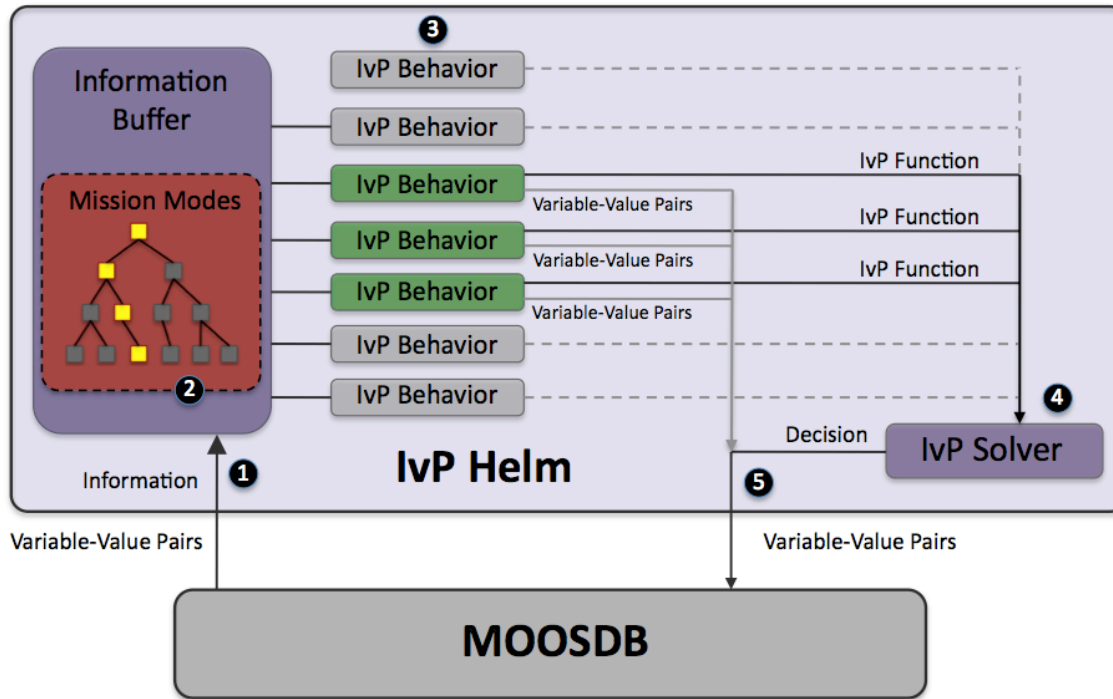 3
Information
Buffer
IvP Behavior
IvP Behavior
IvP Function
Mission Modes
IvP Behavior
Variable-Value Pairs
IvP Function
IvP Behavior
Variable-Value Pairs
IvP Function
IvP Behavior
Variable-Value Pairs
IvP Behavior
2
IvP Behavior
4
Decision
IvP Solver
Information
1
IvP Helm
5
Variable-Value Pairs
Variable-Value Pairs
MOOSDB